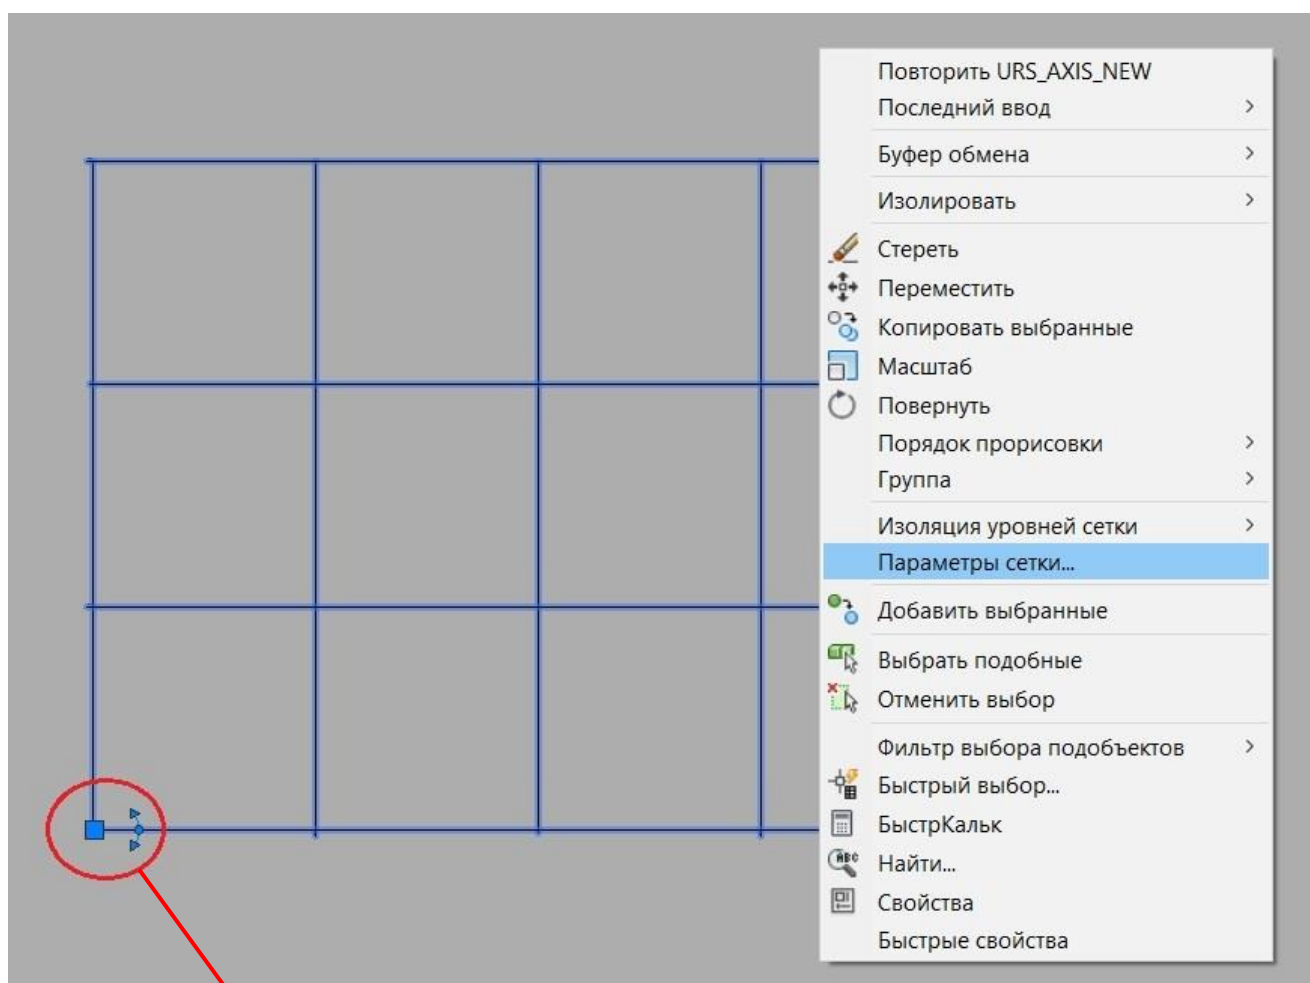 Повторить URS_AXIS_NEW
Последний ввод
Буфер обмена
Изолировать
Стереть
Переместить
Копировать выбранные
Масштаб
Повернуть
Порядок прорисовки
Группа
Изоляция уровней сетки
Параметры сетки...
Добавить выбранные
Выбрать подобные
Отменить выбор
Фильтр выбора подобъектов
Быстрый выбор...
БыстрКальк
Найти...
Свойства
Быстрые свойства